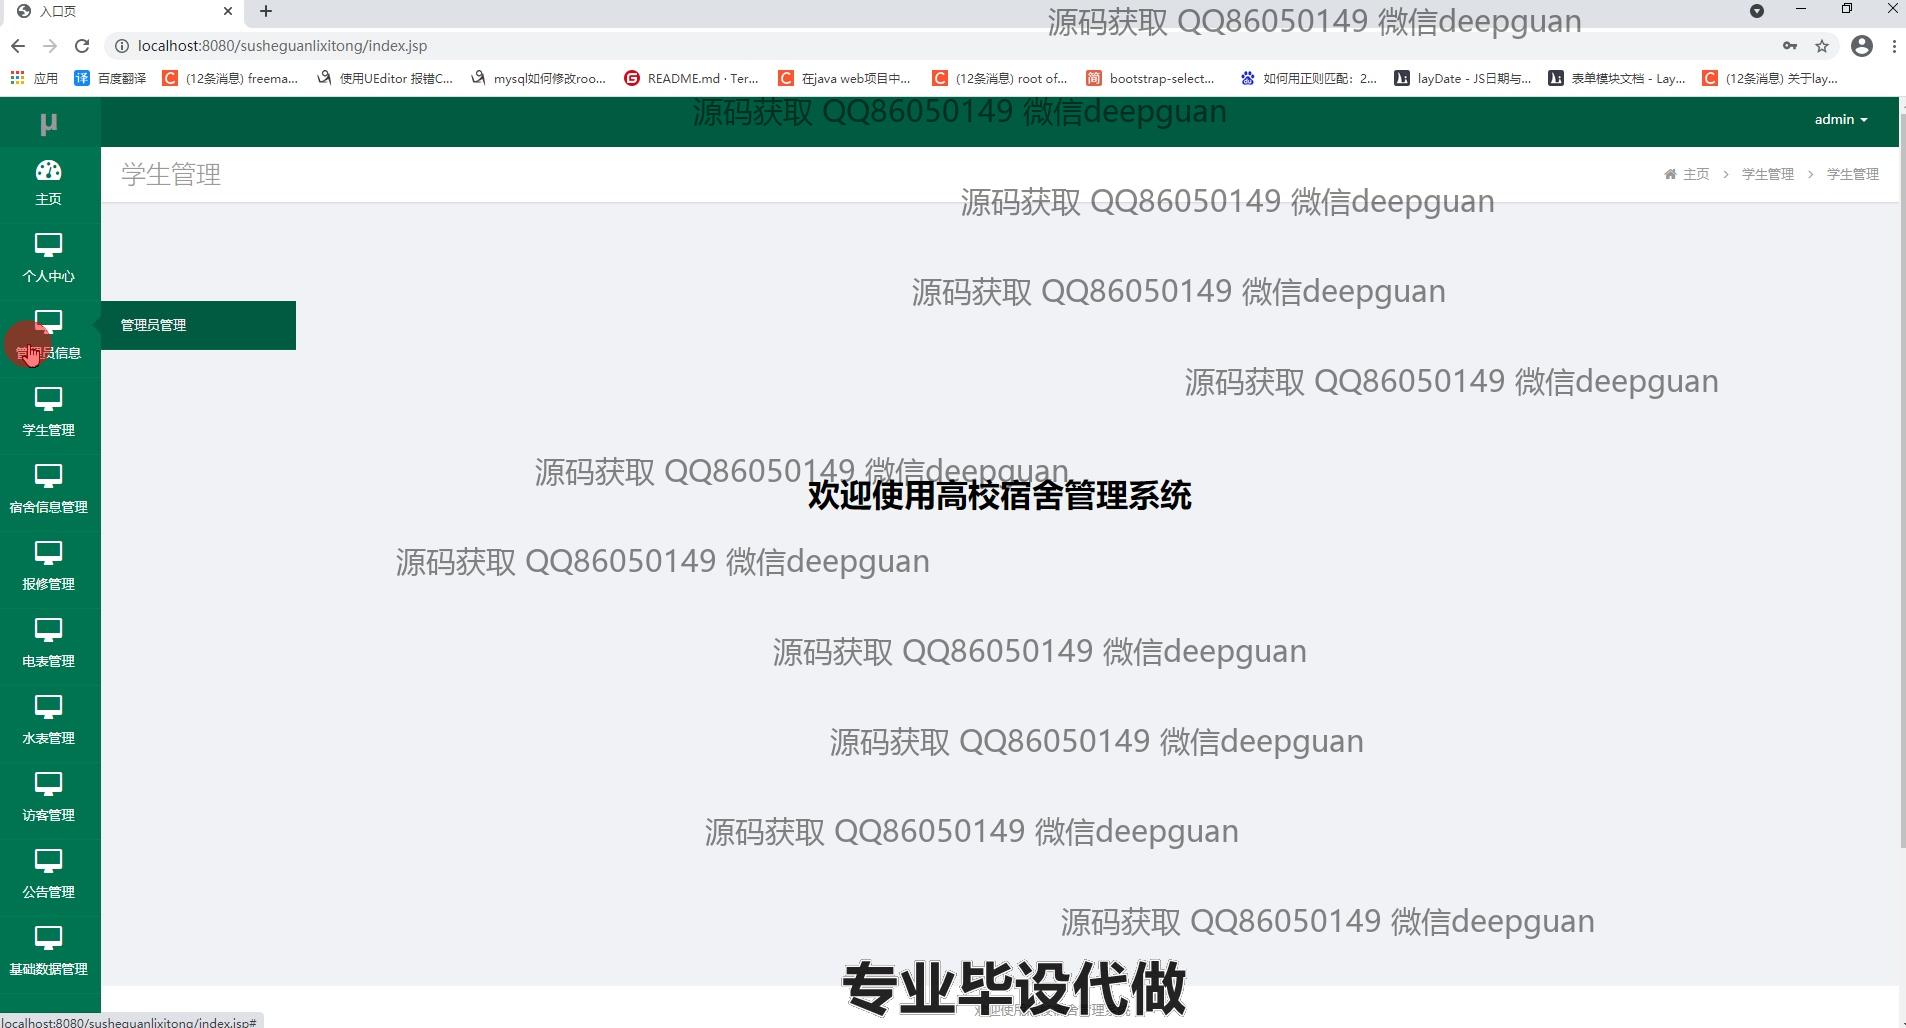 入口页
源码获取 QQ86050149 微信deepguan
localhost:8080/susheguanlixitong/index.jsp
应用 百度翻译 (12条消息) freema... 使用UEditor 报错C... mysql如何修改roo... README.md · Ter... 在java web项目中... (12条消息) root of... bootstrap-select... 如何用正则匹配：2... layDate - JS日期与... 表单模块文档 - Lay... (12条消息) 关于lay...
μ
源码获取 QQ86050149 微信deepguan
admin
主页
学生管理
主页 > 学生管理 > 学生管理
源码获取 QQ86050149 微信deepguan
个人中心
源码获取 QQ86050149 微信deepguan
管理员管理
管理员信息
源码获取 QQ86050149 微信deepguan
学生管理
源码获取 QQ86050149 微信deepguan
欢迎使用高校宿舍管理系统
宿舍信息管理
源码获取 QQ86050149 微信deepguan
报修管理
源码获取 QQ86050149 微信deepguan
电表管理
源码获取 QQ86050149 微信deepguan
水表管理
访客管理
源码获取 QQ86050149 微信deepguan
公告管理
源码获取 QQ86050149 微信deepguan
基础数据管理
专业毕设代做
localhost:8080/susheguanlixitong/index.jsp#